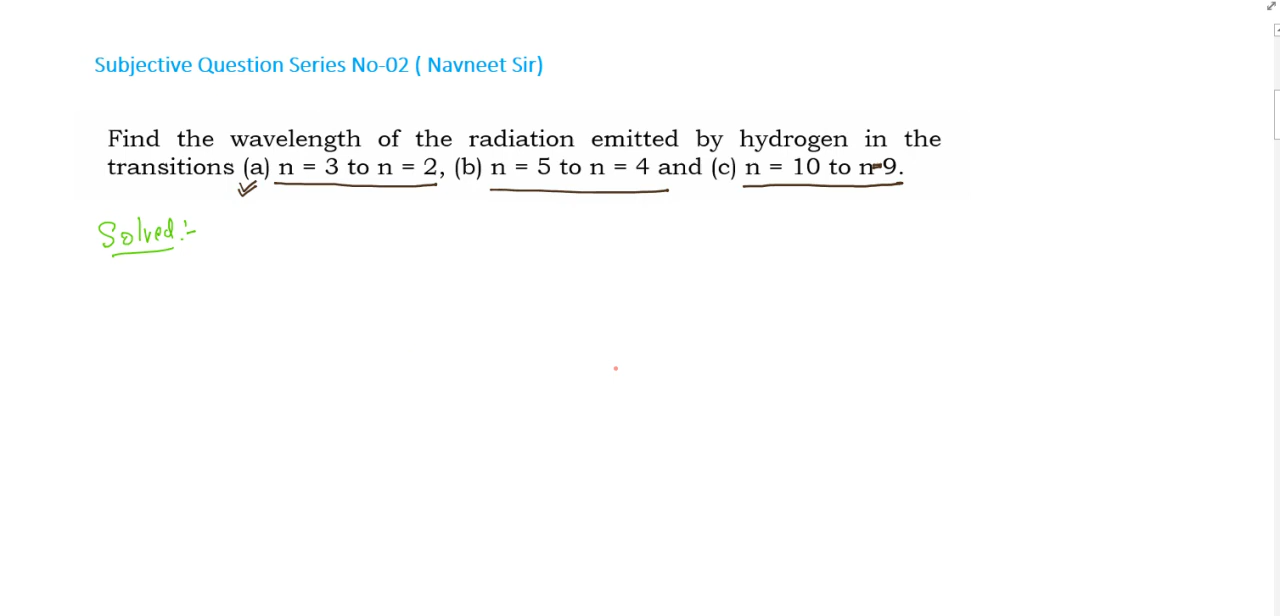 Subjective Question Series No-02 ( Navneet Sir)
Find the wavelength of the radiation emitted by hydrogen in the
transitions (a) n = 3 to n = 2, (b) n = 5 to n = 4 and (c) n = 10 to n=9.
Solved :-